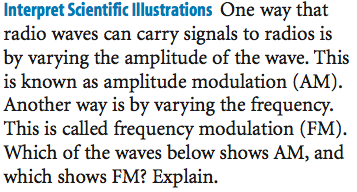 Interpret Scientific Illustrations One way that
radio waves can carry signals to radios is
by varying the amplitude of the wave. This
is known as amplitude modulation (AM).
Another way is by varying the frequency.
This is called frequency modulation (FM).
Which of the waves below shows AM, and
which shows FM? Explain.